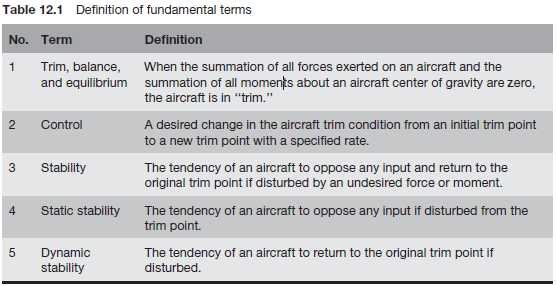 Table 12.1 Definition of fundamental terms
No. Term Definition
1 Trim, balance, When the summation of all forces exerted on an aircraft and the
and equilibrium summation of all moments about an aircraft center of gravity are zero,
the aircraft is in ‘‘trim.’’
2 Control A desired change in the aircraft trim condition from an initial trim point
to a new trim point with a specified rate.
3 Stability The tendency of an aircraft to oppose any input and return to the
original trim point if disturbed by an undesired force or moment.
4 Static stability The tendency of an aircraft to oppose any input if disturbed from the
trim point.
5 Dynamic The tendency of an aircraft to return to the original trim point if
stability disturbed.